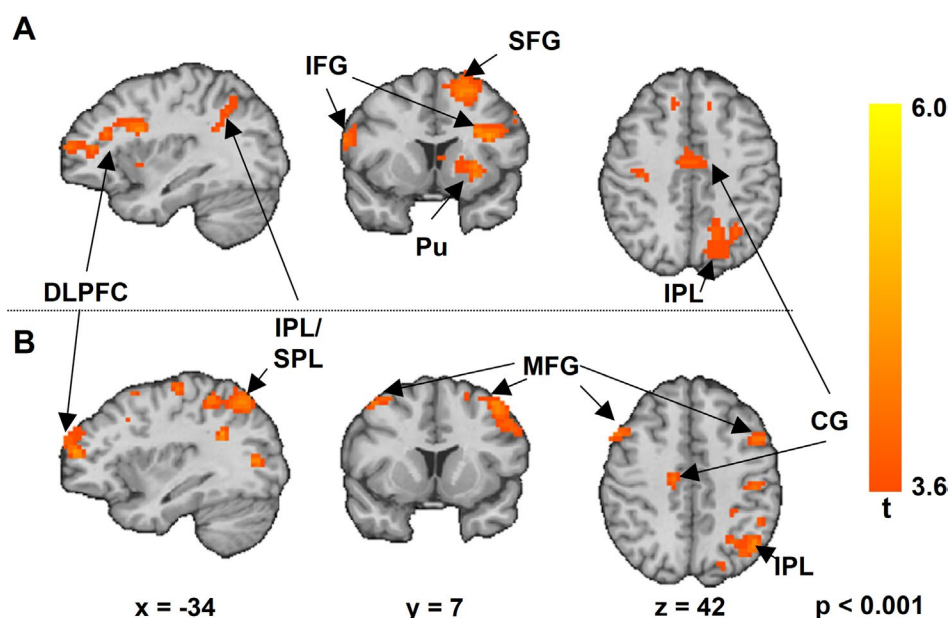 A
SFG
IFG
6.0
Pu
IPL
DLPFC
IPL/
SPL
B
MFG
CG
3.6
t
IPL
x = -34
y = 7
z = 42
p < 0.001